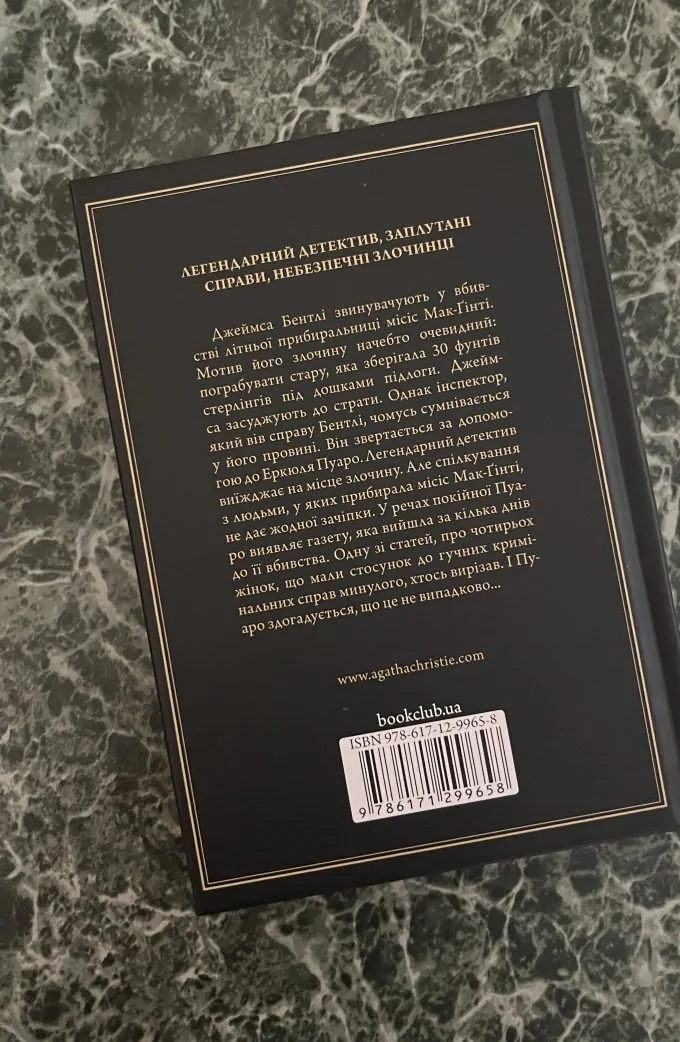 ЛЕГЕНДАРНИЙ ДЕТЕКТИВ, ЗАПЛУТАНІ
СПРАВИ, НЕБЕЗПЕЧНІ ЗЛОЧИНЦІ
Джеймса Бентлі звинувачують у вбив-
стві літньої прибиральниці місіс Мак-Ґінті.
Мотив його злочину начебто очевидний:
пограбувати стару, яка зберігала 30 фунтів
стерлінгів під дошками підлоги. Джейм-
са засуджують до страти. Однак інспектор,
який вів справу Бентлі, чомусь сумнівається
у його провині. Він звертається за допомо-
гою до Еркюля Пуаро. Легендарний детектив
виїжджає на місце злочину. Але спілкування
з людьми, у яких прибирала місіс Мак-Ґінті,
не дає жодної зачіпки. У речах покійної Пуа-
ро виявляє газету, яка вийшла за кілька днів
до її вбивства. Одну зі статей, про чотирьох
жінок, що мали стосунок до гучних кримі-
нальних справ минулого, хтось вирізав. І Пу-
аро здогадується, що це не випадково...
www.agathachristie.com
bookclub.ua
ISBN 978-617-12-9965-8
9 786171 299658